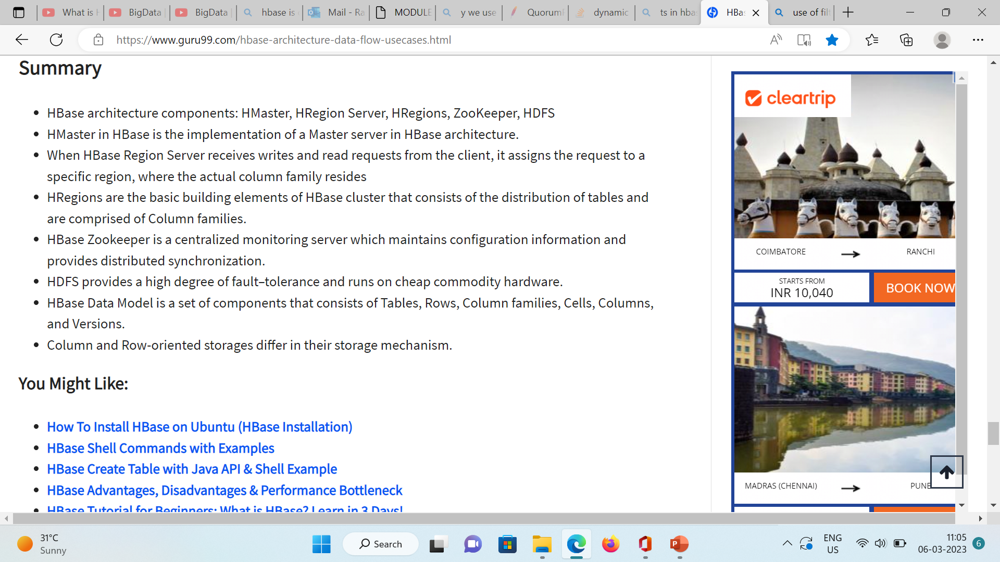 What is H
BigData
BigData
hbase is
Mail - Ra
MODULE
y we use
Quorum
dynamic
ts in hba
HBas
use of filt
https://www.guru99.com/hbase-architecture-data-flow-usecases.html
Summary
• HBase architecture components: HMaster, HRegion Server, HRegions, ZooKeeper, HDFS
• HMaster in HBase is the implementation of a Master server in HBase architecture.
• When HBase Region Server receives writes and read requests from the client, it assigns the request to a
specific region, where the actual column family resides
• HRegions are the basic building elements of HBase cluster that consists of the distribution of tables and
are comprised of Column families.
• HBase Zookeeper is a centralized monitoring server which maintains configuration information and
provides distributed synchronization.
• HDFS provides a high degree of fault–tolerance and runs on cheap commodity hardware.
• HBase Data Model is a set of components that consists of Tables, Rows, Column families, Cells, Columns,
and Versions.
• Column and Row-oriented storages differ in their storage mechanism.
You Might Like:
• How To Install HBase on Ubuntu (HBase Installation)
• HBase Shell Commands with Examples
• HBase Create Table with Java API & Shell Example
• HBase Advantages, Disadvantages & Performance Bottleneck
• HBase Tutorial for Beginners: What is HBase? Learn in 3 Days!
cleartrip
COIMBATORE → RANCHI
STARTS FROM
INR 10,040
BOOK NOW
MADRAS (CHENNAI) → PUNE
31°C
Sunny
Search
ENG
US
11:05
06-03-2023
6